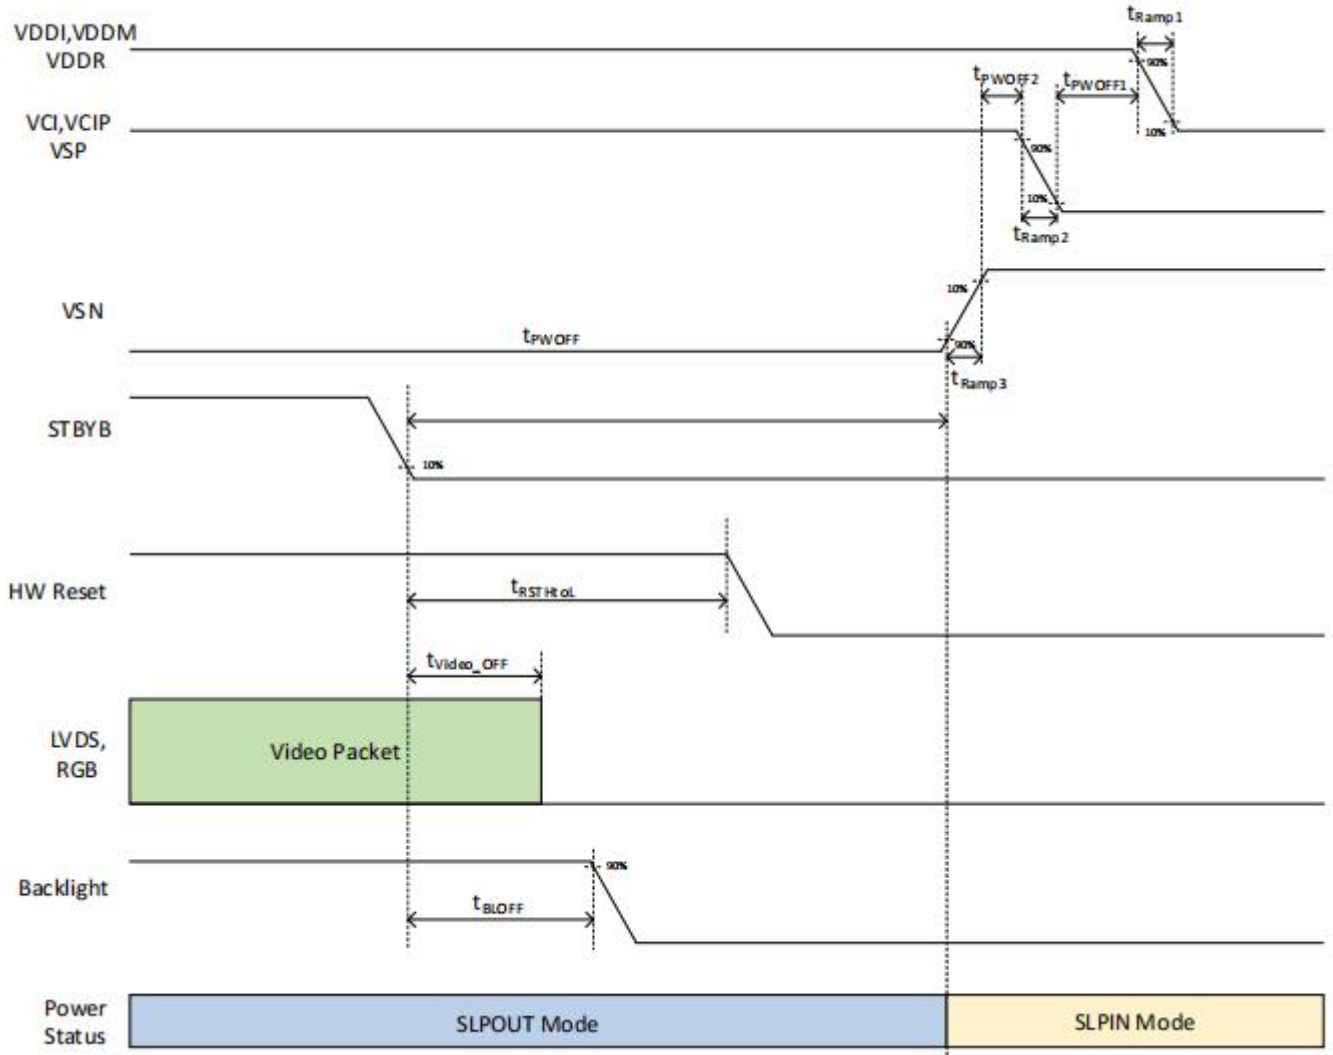 tRamp1
VDDI,VDDM
VDDR
90%
tPWOFF2
tPWOFF1
VCI,VCIP
VSP
10%
90%
10%
tRamp2
10%
VSN
tPWOFF
90%
tRamp3
STBYB
10%
HW Reset
tRSTHtoL
tVideo_OFF
LVDS,
RGB
Video Packet
90%
Backlight
tBLOFF
Power
Status
SLPOUT Mode
SLPIN Mode